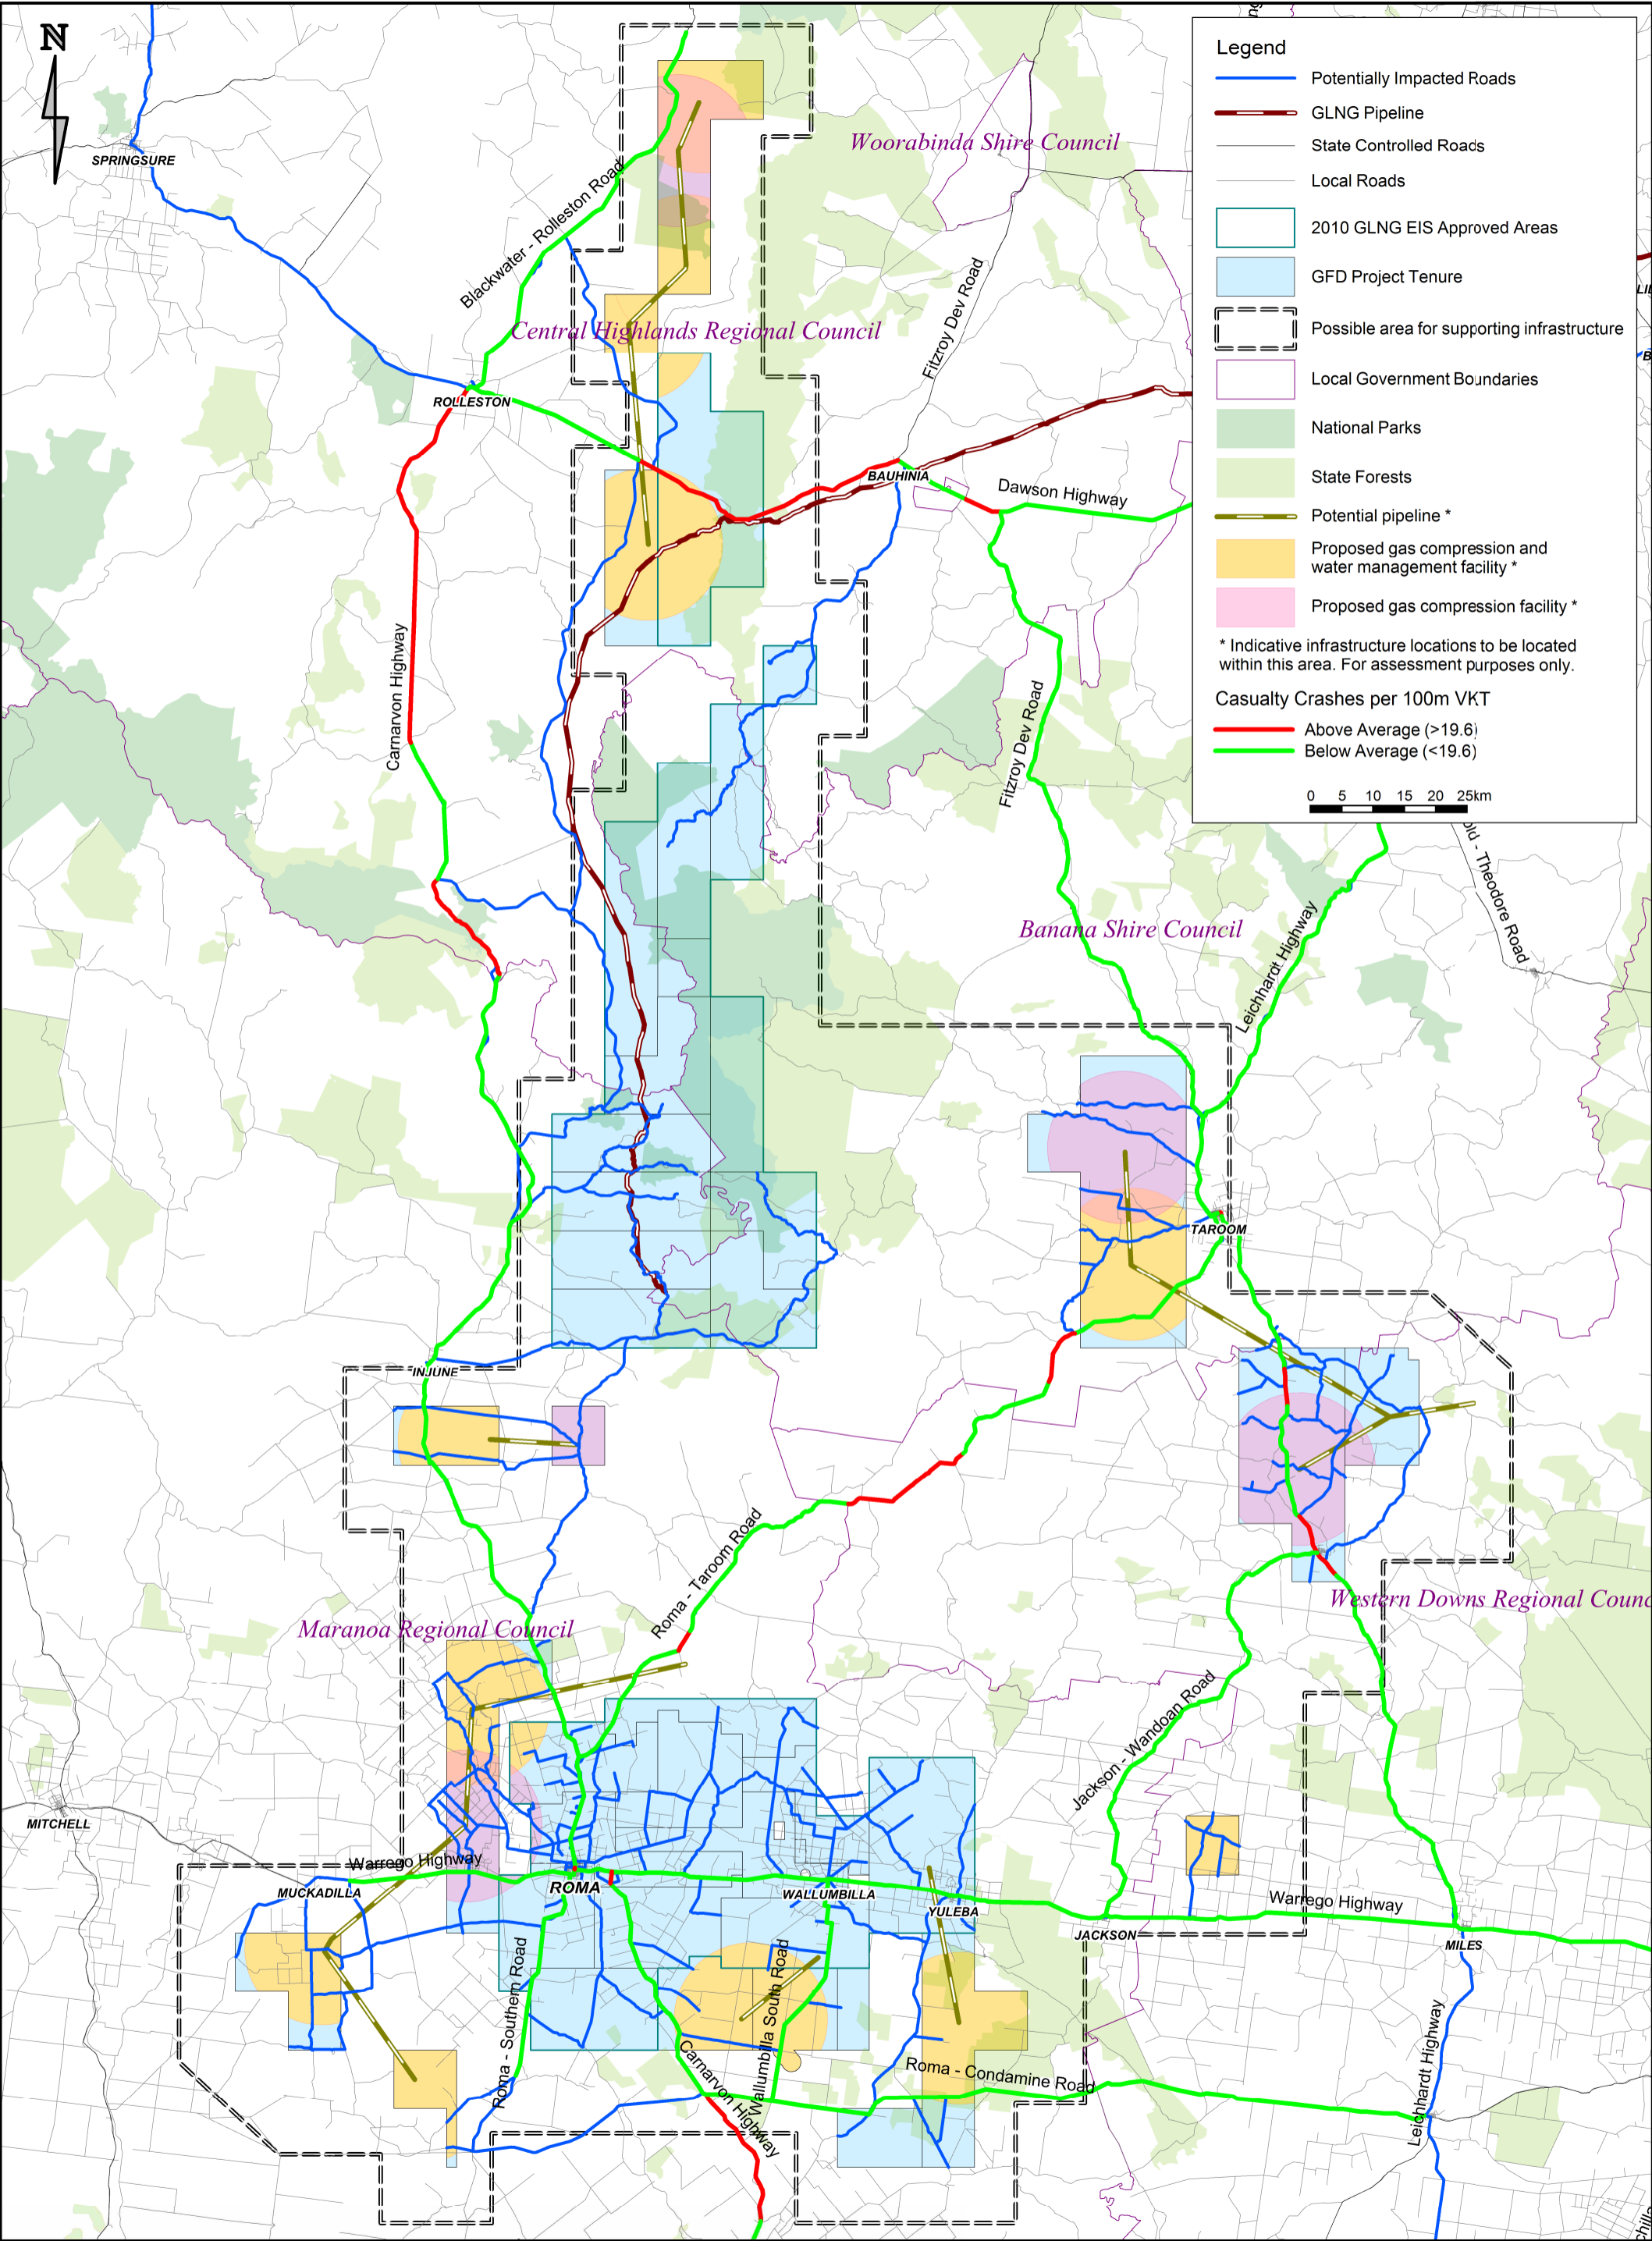 N
SPRINGSURE
Woorabinda Shire Council
Blackwater - Rolleston Road
Central Highlands Regional Council
Fitzroy Dev Road
ROLLESTON
BAUHINIA
Dawson Highway
Carnarvon Highway
Fitzroy Dev Road
Banana Shire Council
Leichhardt Highway
Theodore Road
TAROOM
INJUNE
Roma - Taroom Road
Maranoa Regional Council
Western Downs Regional Counc
Jackson - Wandoan Road
MITCHELL
Warrego Highway
MUCKADILLA
ROMA
WALLUMBILLA
YULEBA
Warrego Highway
JACKSON
MILES
Roma - Southern Road
Wallumbilla South Road
Carnarvon Highway
Roma - Condamine Road
Leichhardt Highway
Legend
Potentially Impacted Roads
GLNG Pipeline
State Controlled Roads
Local Roads
2010 GLNG EIS Approved Areas
GFD Project Tenure
Possible area for supporting infrastructure
Local Government Boundaries
National Parks
State Forests
Potential pipeline *
Proposed gas compression and
water management facility *
Proposed gas compression facility *
* Indicative infrastructure locations to be located
within this area. For assessment purposes only.
Casualty Crashes per 100m VKT
Above Average (>19.6)
Below Average (<19.6)
0 5 10 15 20 25km